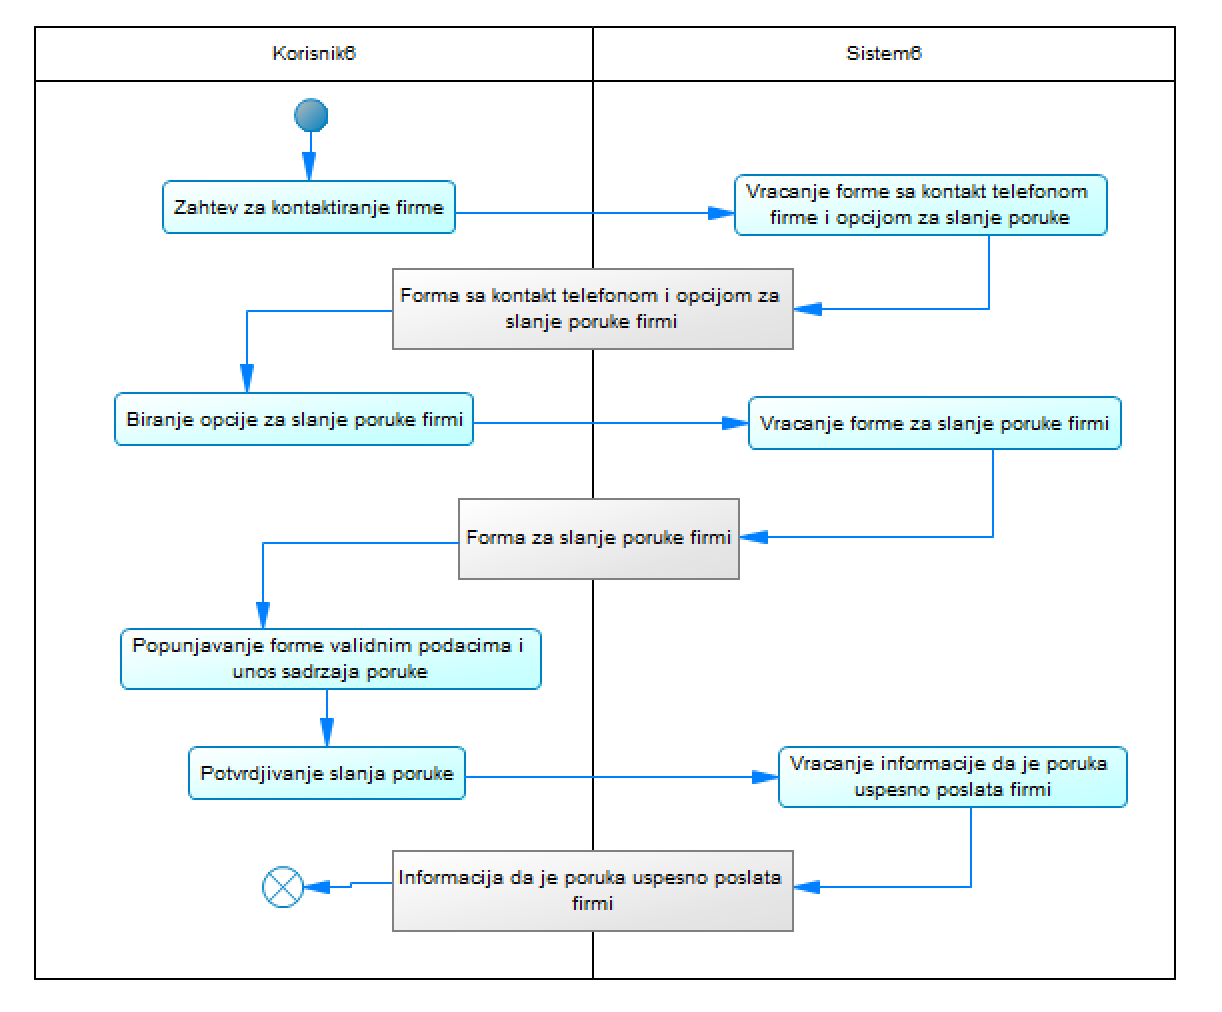 Korisnik6
Sistem6
Zahtev za kontaktiranje firme
Vracanje forme sa kontakt telefonom
firme i opcijom za slanje poruke
Forma sa kontakt telefonom i opcijom za
slanje poruke firmi
Biranje opcije za slanje poruke firmi
Vracanje forme za slanje poruke firmi
Forma za slanje poruke firmi
Popunjavanje forme validnim podacima i
unos sadrzaja poruke
Potvrdjivanje slanja poruke
Vracanje informacije da je poruka
uspesno poslata firmi
Informacija da je poruka uspesno poslata
firmi